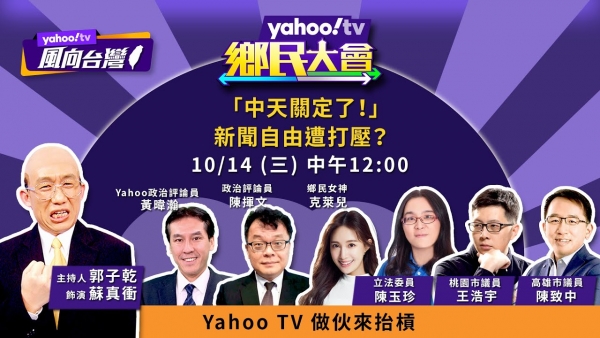 yahoo!tv
風向台灣
yahoo!tv
鄉民大會
「中天關定了!」
新聞自由遭打壓?
10/14 (三) 中午12:00
Yahoo政治評論員
黃暐瀚
政治評論員
陳揮文
鄉民女神
克萊兒
主持人 郭子乾
飾演 蘇真衝
立法委員
陳玉珍
桃園市議員
王浩宇
高雄市議員
陳致中
Yahoo TV 做伙來抬槓